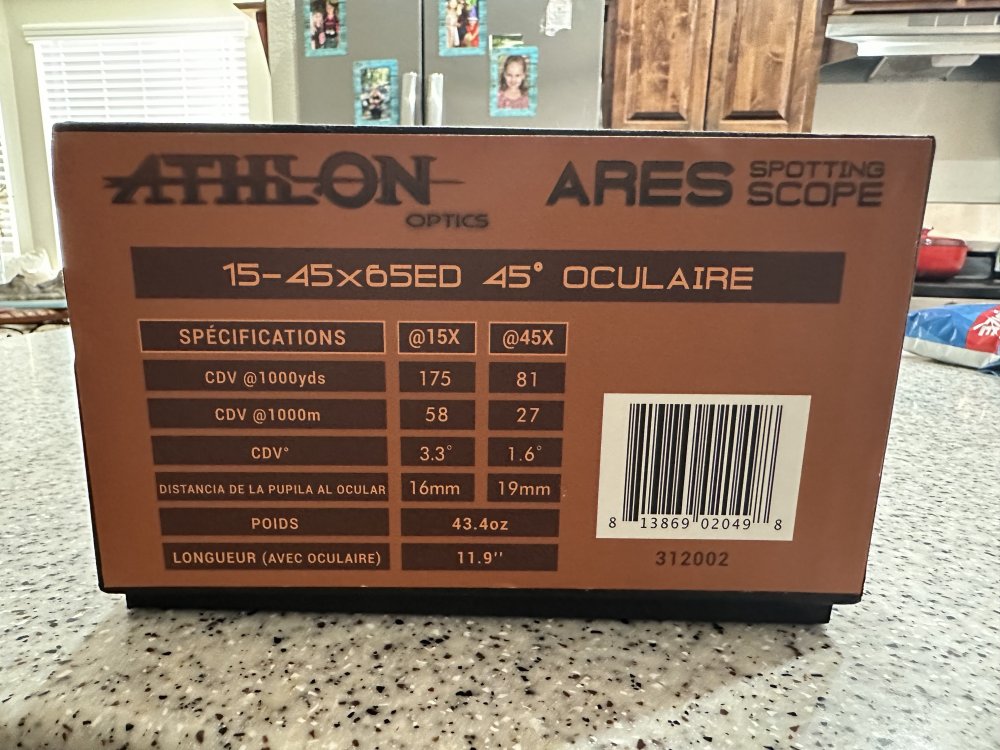 ATHLON
OPTICS
ARES SPOTTING SCOPE
15-45x65ED 45° OCULAIRE
SPÉCIFICATIONS @15X @45X
CDV @1000yds 175 81
CDV @1000m 58 27
CDV° 3.3° 1.6°
DISTANCIA DE LA PUPILA AL OCULAR 16mm 19mm
POIDS 43.4oz
LONGUEUR (AVEC OCULAIRE) 11.9''
8 13869 02049 8
312002